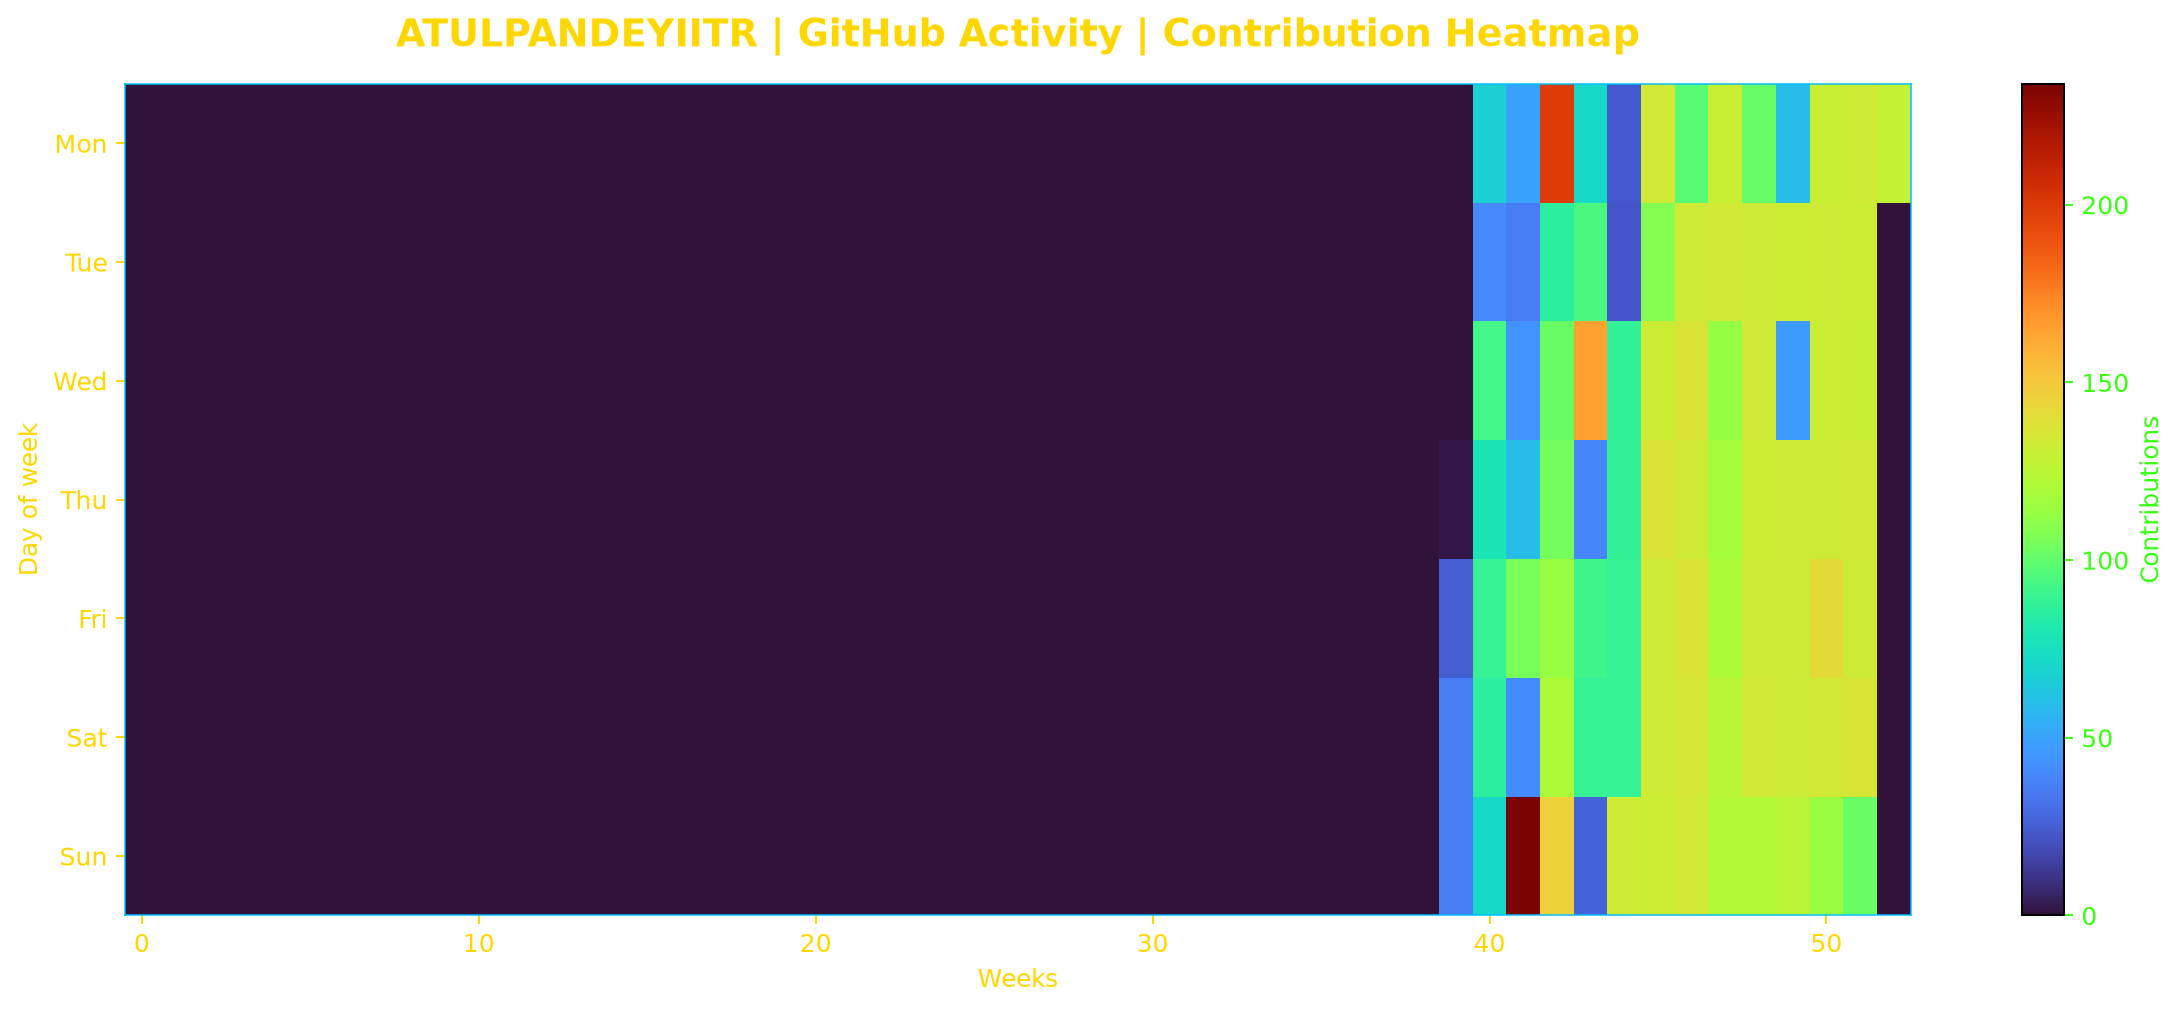 ATULPANDEYIITR | GitHub Activity | Contribution Heatmap
Day of week
Mon
Tue
Wed
Thu
Fri
Sat
Sun
0 10 20 30 40 50
Weeks
200
150
100
50
0
Contributions